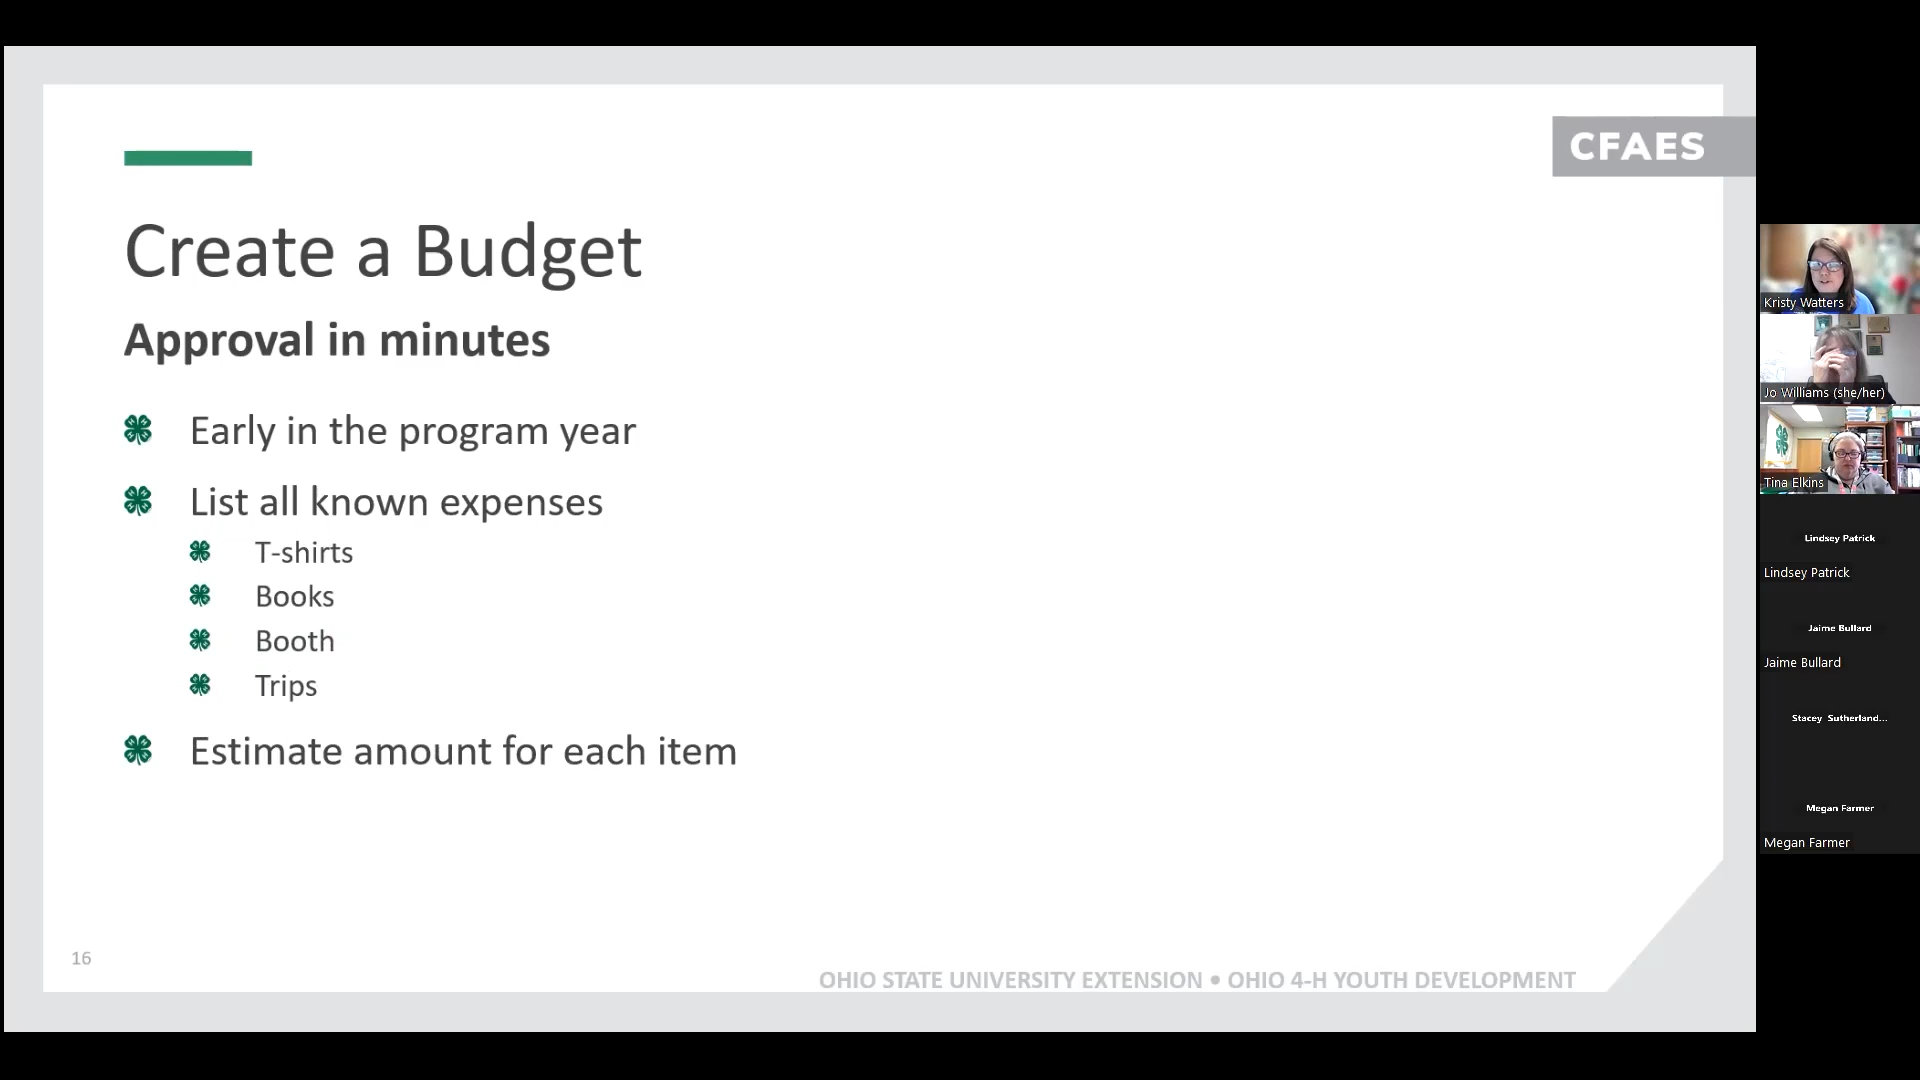 CFAES
Create a Budget
Approval in minutes
Early in the program year
List all known expenses
T-shirts
Books
Booth
Trips
Estimate amount for each item
16
OHIO STATE UNIVERSITY EXTENSION • OHIO 4-H YOUTH DEVELOPMENT
Kristy Watters
Jo Williams (she/her)
Tina Elkins
Lindsey Patrick
Lindsey Patrick
Jaime Bullard
Jaime Bullard
Stacey Sutherland...
Megan Farmer
Megan Farmer